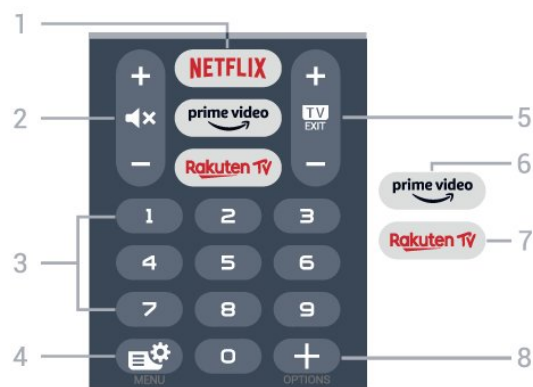 1
+ NETFLIX +
2 prime video TV 5
EXIT
− Rakuten TV − 6
prime video
3 1 2 3
Rakuten TV 7
4 5 6
7 8 9
4 0 + 8
MENU OPTIONS